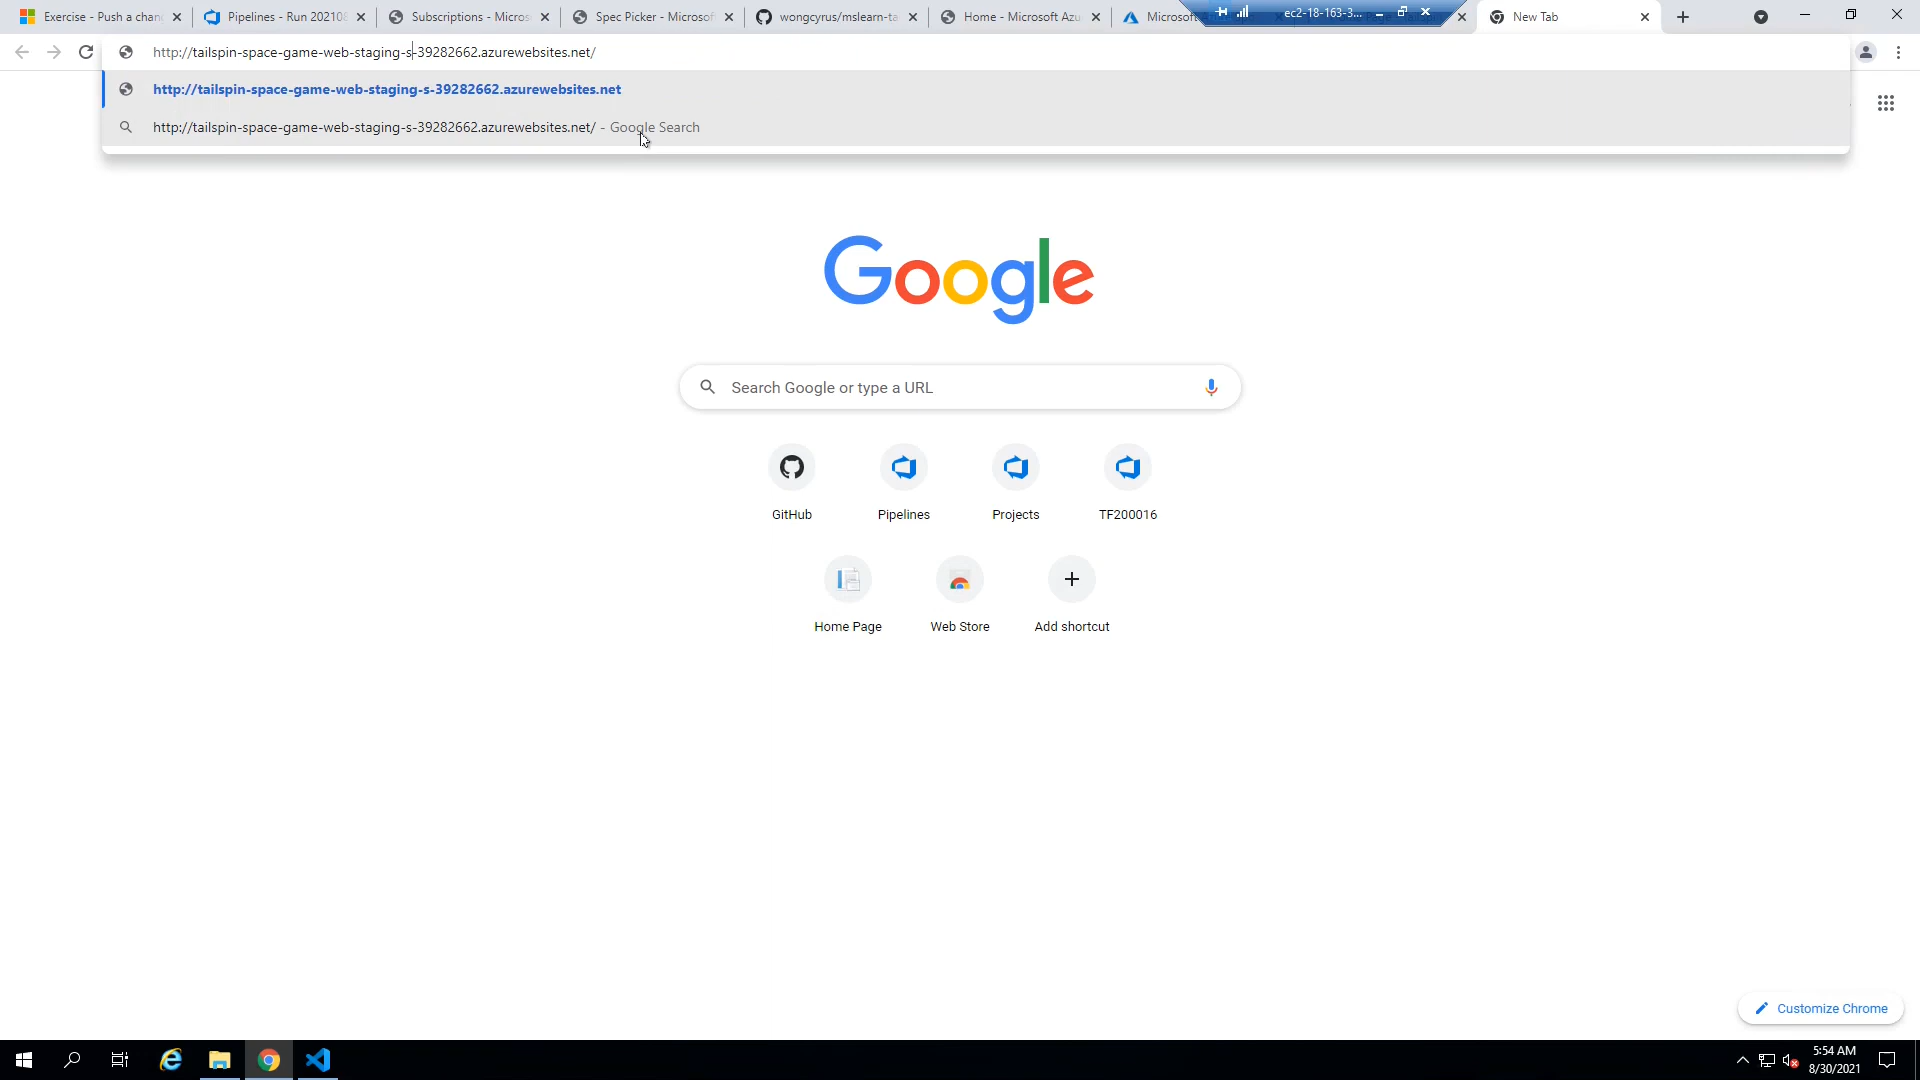 Exercise - Push a chan
Pipelines - Run 202108
Subscriptions - Micros
Spec Picker - Microsof
wongcyrus/mslearn-ta
Home - Microsoft Azu
Microsoft
ec2-18-163-3...
New Tab
http://tailspin-space-game-web-staging-s-39282662.azurewebsites.net/
http://tailspin-space-game-web-staging-s-39282662.azurewebsites.net
http://tailspin-space-game-web-staging-s-39282662.azurewebsites.net/ - Google Search
Google
Search Google or type a URL
GitHub
Pipelines
Projects
TF200016
Home Page
Web Store
Add shortcut
Customize Chrome
5:54 AM
8/30/2021